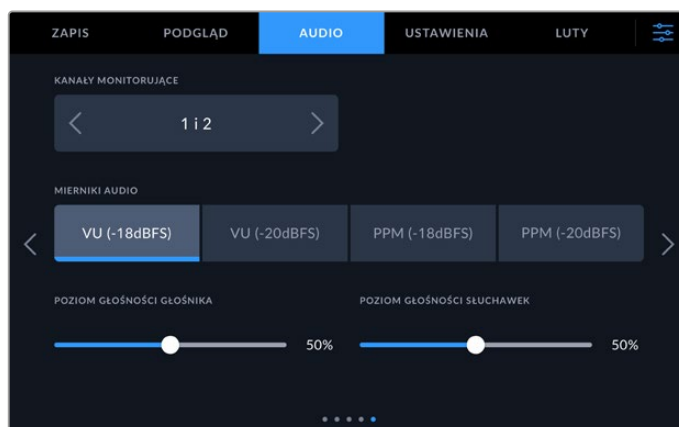 ZAPIS PODGLĄD AUDIO USTAWIENIA LUTY
KANAŁY MONITORUJĄCE
1 i 2
MIERNIKI AUDIO
VU (-18dBFS) VU (-20dBFS) PPM (-18dBFS) PPM (-20dBFS)
POZIOM GŁOŚNOŚCI GŁOŚNIKA POZIOM GŁOŚNOŚCI SŁUCHAWEK
50% 50%